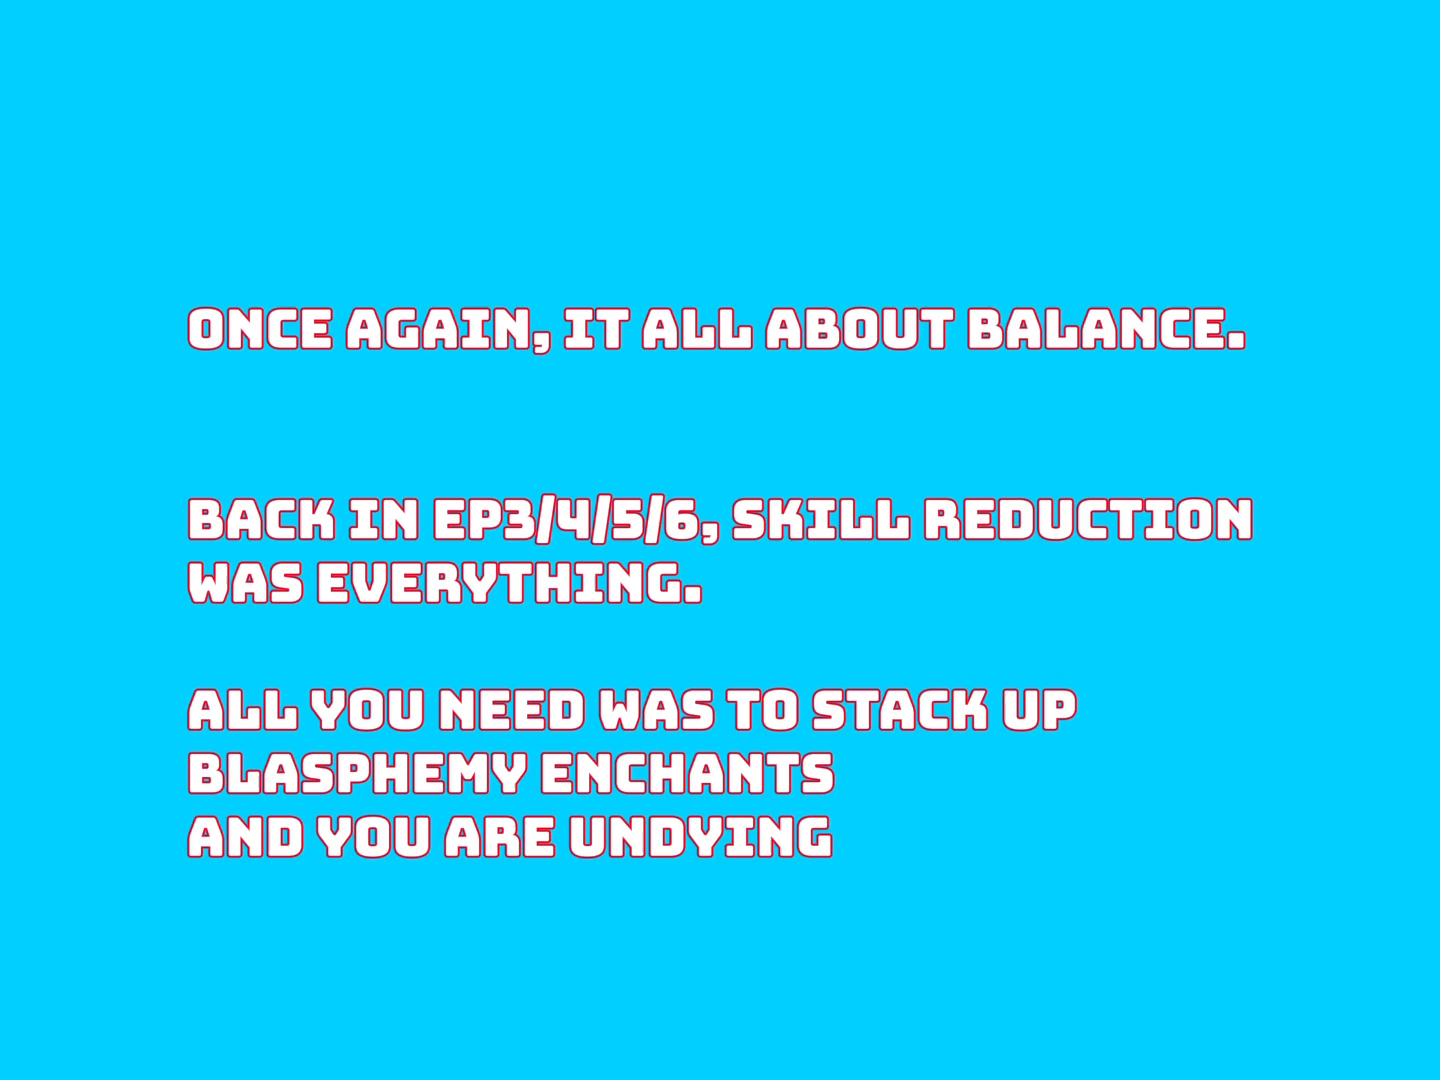 ONCE AGAIN, IT ALL ABOUT BALANCE.
BACK IN EP3/4/5/6, SKILL REDUCTION
WAS EVERYTHING.
ALL YOU NEED WAS TO STACK UP
BLASPHEMY ENCHANTS
AND YOU ARE UNDYING